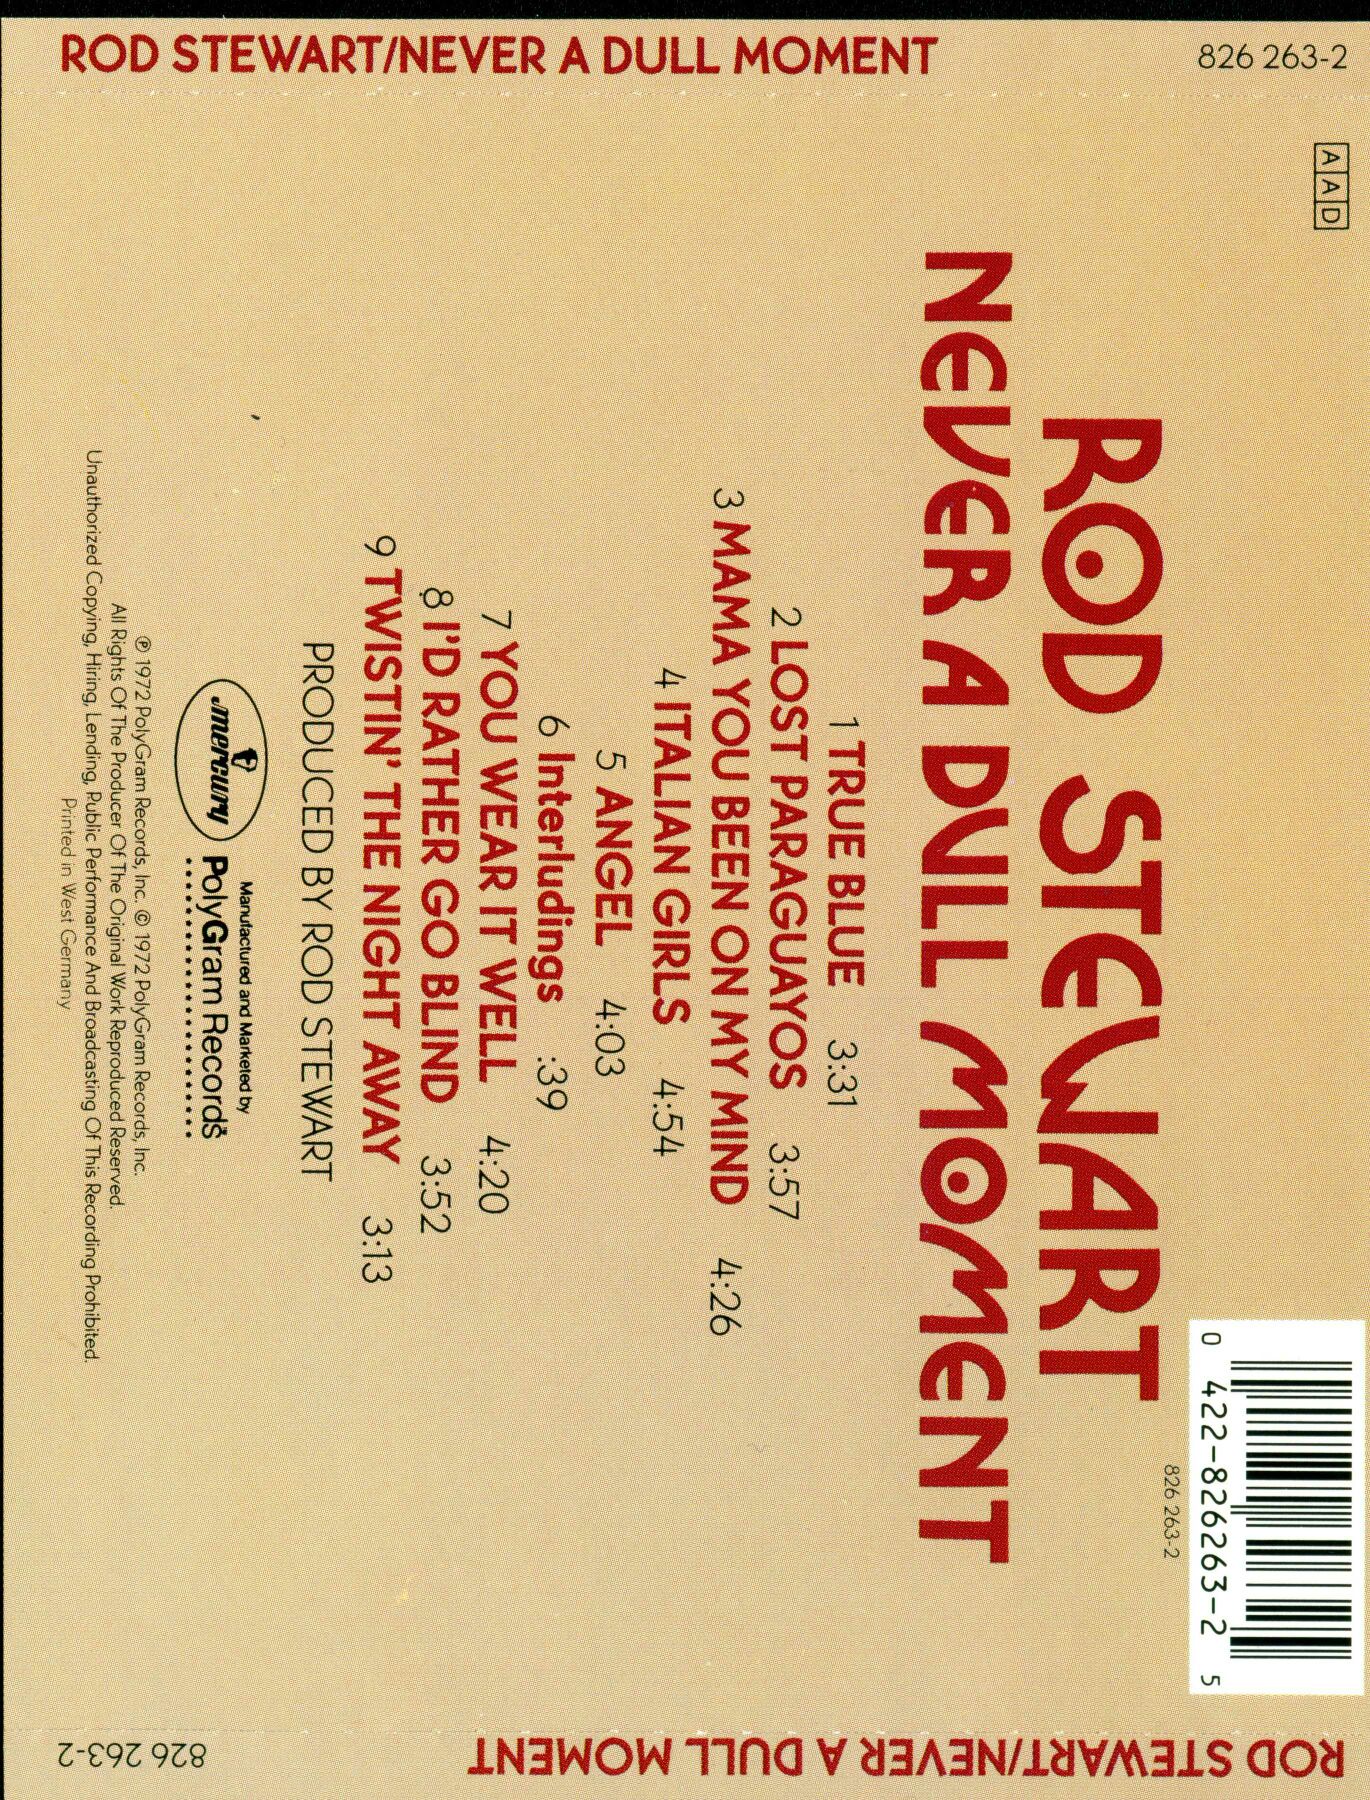 ROD STEWART/NEVER A DULL MOMENT
826 263-2
AAD
0 422-826263-2 5
826 263-2
ROD STEWART
NEVER A DULL MOMENT
1 TRUE BLUE 3:31
2 LOST PARAGUAYOS 3:57
3 MAMA YOU BEEN ON MY MIND 4:26
4 ITALIAN GIRLS 4:54
5 ANGEL 4:03
6 Interludings :39
7 YOU WEAR IT WELL 4:20
8 I'D RATHER GO BLIND 3:52
9 TWISTIN' THE NIGHT AWAY 3:13
PRODUCED BY ROD STEWART
mercury
Manufactured and Marketed by
PolyGram Records™
℗ 1972 PolyGram Records, Inc. © 1972 PolyGram Records, Inc.
All Rights Of The Producer Of The Original Work Reproduced Reserved.
Unauthorized Copying, Hiring, Lending, Public Performance And Broadcasting Of This Recording Prohibited.
Printed in West Germany
ROD STEWART/NEVER A DULL MOMENT
826 263-2